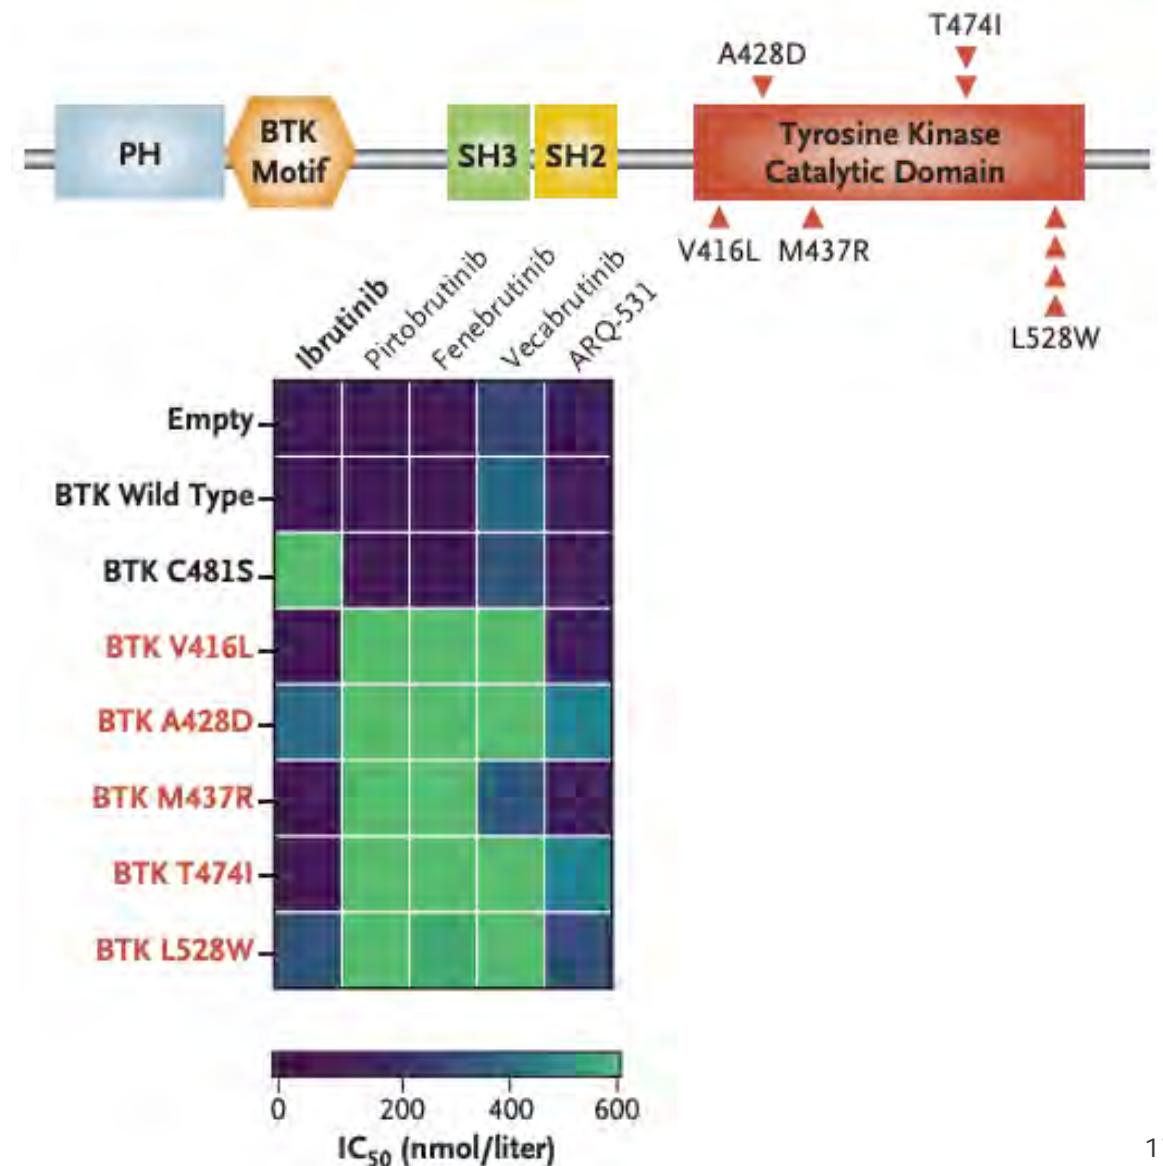 T474I
A428D
PH
BTK
Motif
SH3
SH2
Tyrosine Kinase
Catalytic Domain
V416L
M437R
L528W
Ibrutinib
Pirtobrutinib
Fenebrutinib
Vecabrutinib
ARQ-531
Empty
BTK Wild Type
BTK C481S
BTK V416L
BTK A428D
BTK M437R
BTK T474I
BTK L528W
0 200 400 600
IC50 (nmol/liter)
1